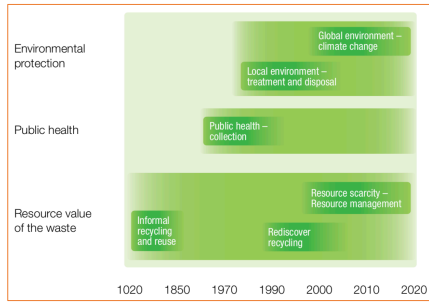 Environmental
protection
Global environment –
climate change
Local environment –
treatment and disposal
Public health
Public health –
collection
Resource value
of the waste
Resource scarcity –
Resource management
Informal
recycling
and reuse
Rediscover
recycling
1020 1850 1970 1990 2000 2010 2020